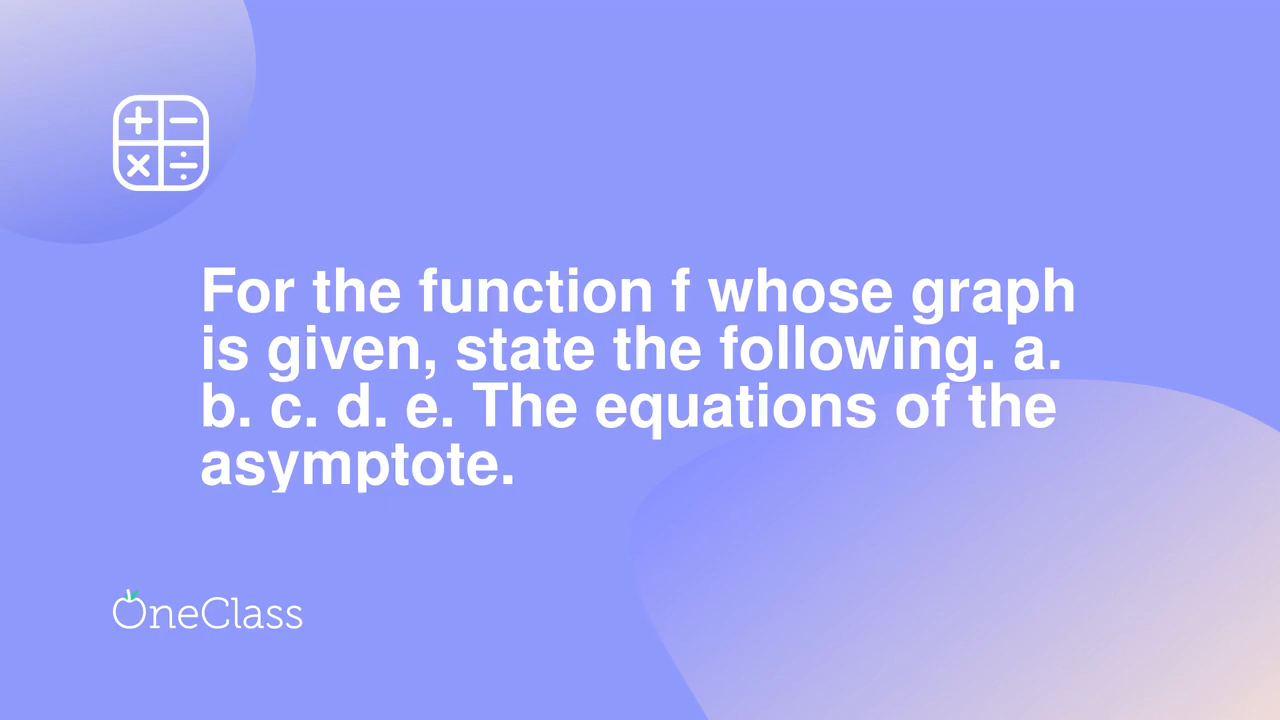 For the function f whose graph
is given, state the following. a.
b. c. d. e. The equations of the
asymptote.
OneClass